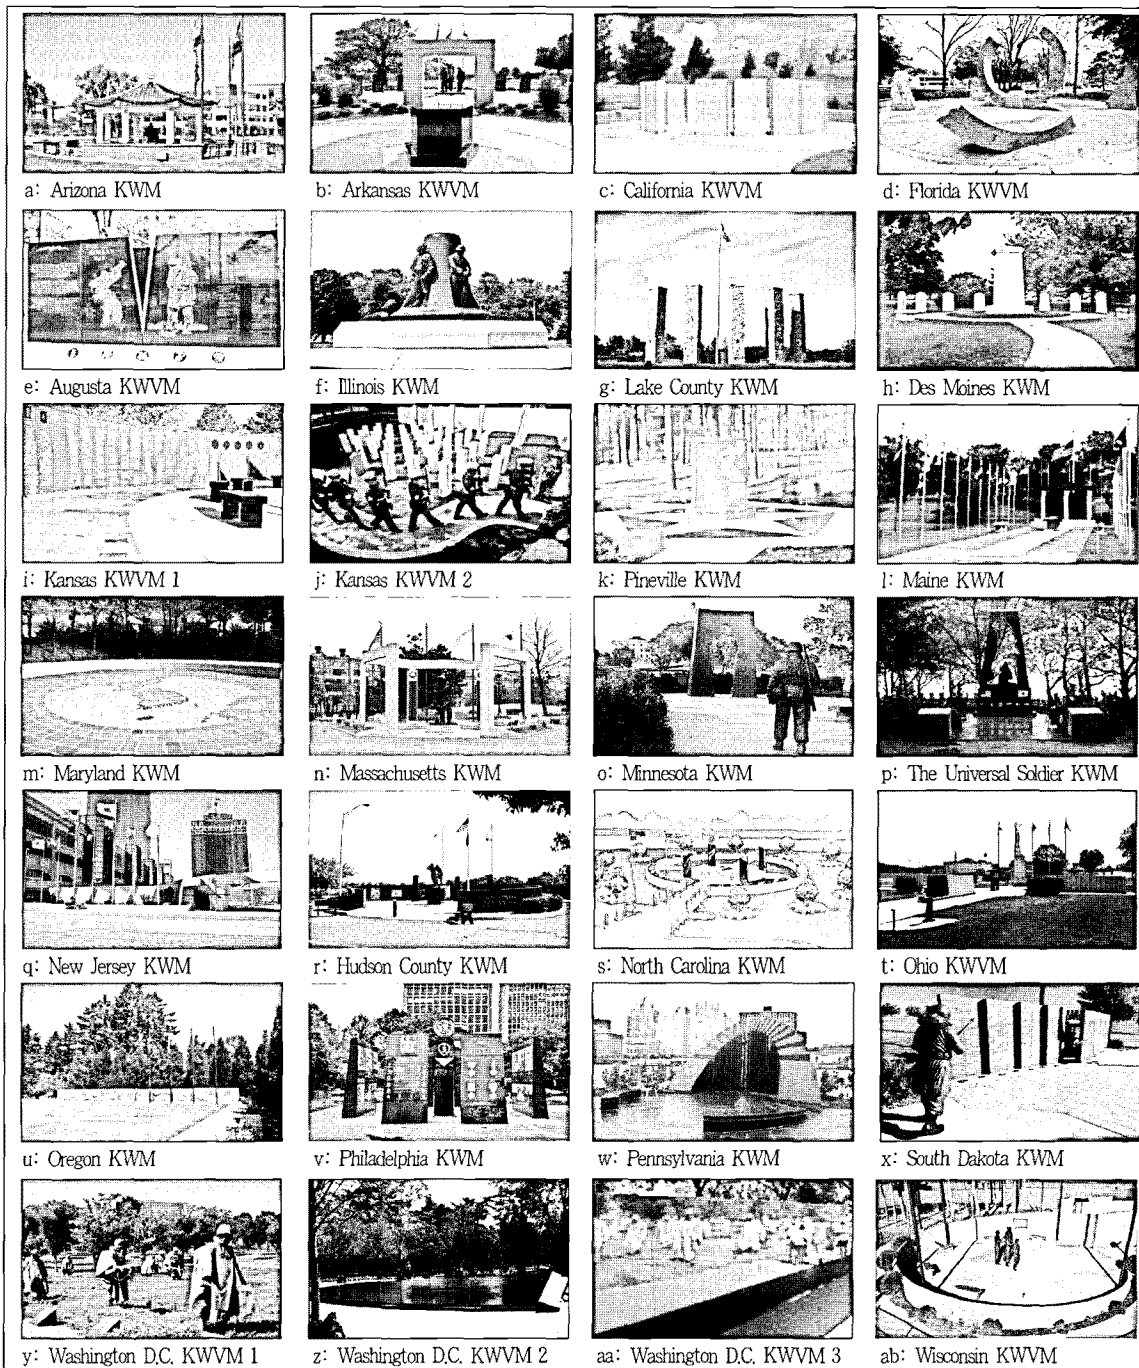 a: Arizona KWM
b: Arkansas KWVM
c: California KWVM
d: Florida KWVM
e: Augusta KWVM
f: Illinois KWM
g: Lake County KWM
h: Des Moines KWM
i: Kansas KWVM 1
j: Kansas KWVM 2
k: Pineville KWM
l: Maine KWM
m: Maryland KWM
n: Massachusetts KWM
o: Minnesota KWM
p: The Universal Soldier KWM
q: New Jersey KWM
r: Hudson County KWM
s: North Carolina KWM
t: Ohio KWVM
u: Oregon KWM
v: Philadelphia KWM
w: Pennsylvania KWM
x: South Dakota KWM
y: Washington D.C. KWVM 1
z: Washington D.C. KWVM 2
aa: Washington D.C. KWVM 3
ab: Wisconsin KWVM